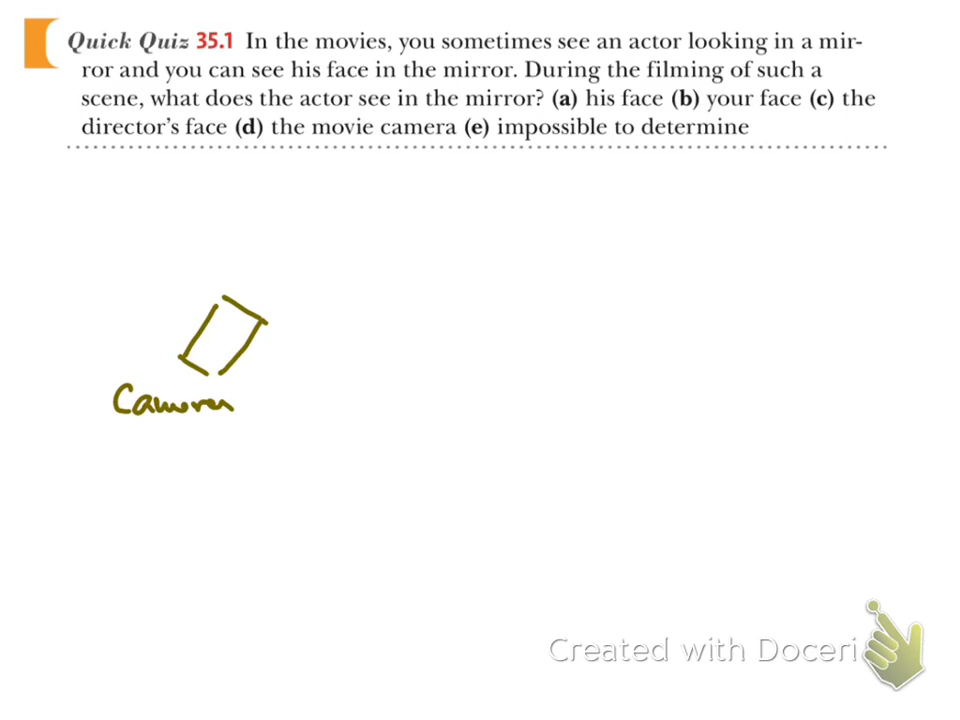 Quick Quiz 35.1 In the movies, you sometimes see an actor looking in a mir-
ror and you can see his face in the mirror. During the filming of such a
scene, what does the actor see in the mirror? (a) his face (b) your face (c) the
director's face (d) the movie camera (e) impossible to determine
Camera
Created with Doceri